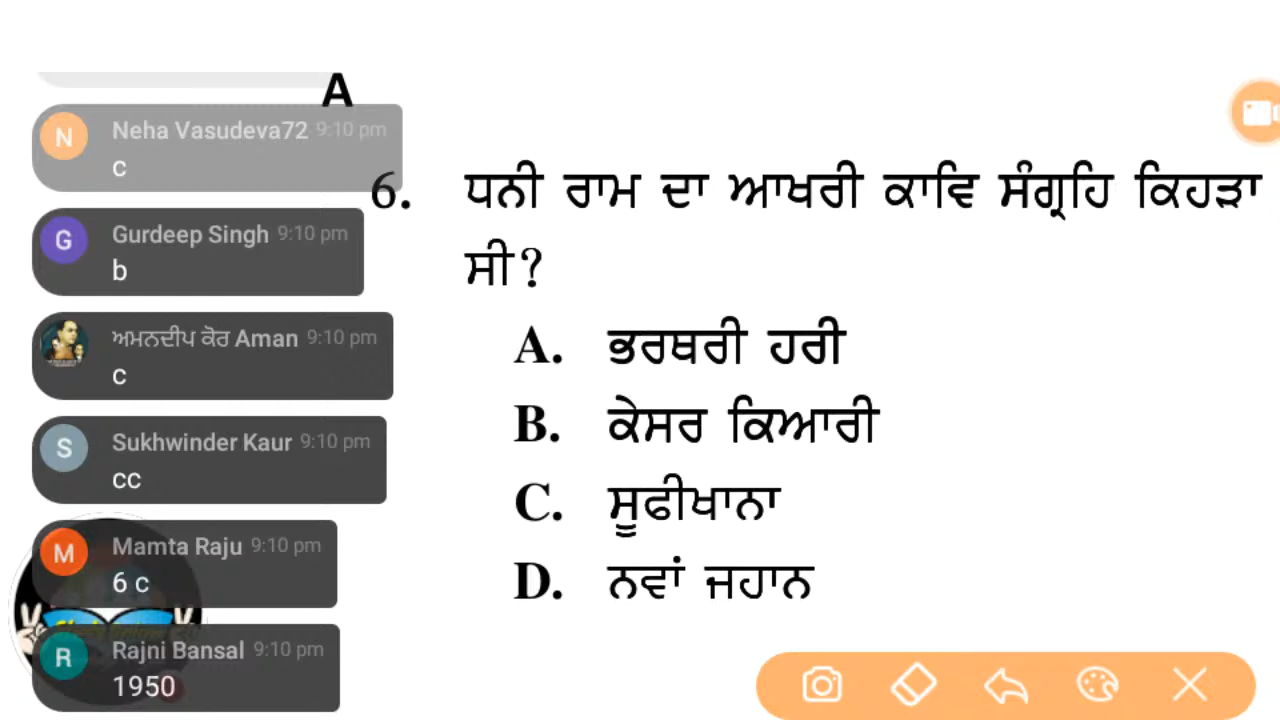 A
N Neha Vasudeva72 9:10 pm
c
G Gurdeep Singh 9:10 pm
b
ਅਮਨਦੀਪ ਕੋਰ Aman 9:10 pm
c
S Sukhwinder Kaur 9:10 pm
cc
M Mamta Raju 9:10 pm
6 c
R Rajni Bansal 9:10 pm
1950
6. ਧਨੀ ਰਾਮ ਦਾ ਆਖਰੀ ਕਾਵਿ ਸੰਗ੍ਰਹਿ ਕਿਹੜਾ
ਸੀ?
A. ਭਰਥਰੀ ਹਰੀ
B. ਕੇਸਰ ਕਿਆਰੀ
C. ਸੂਫੀਖਾਨਾ
D. ਨਵਾਂ ਜਹਾਨ